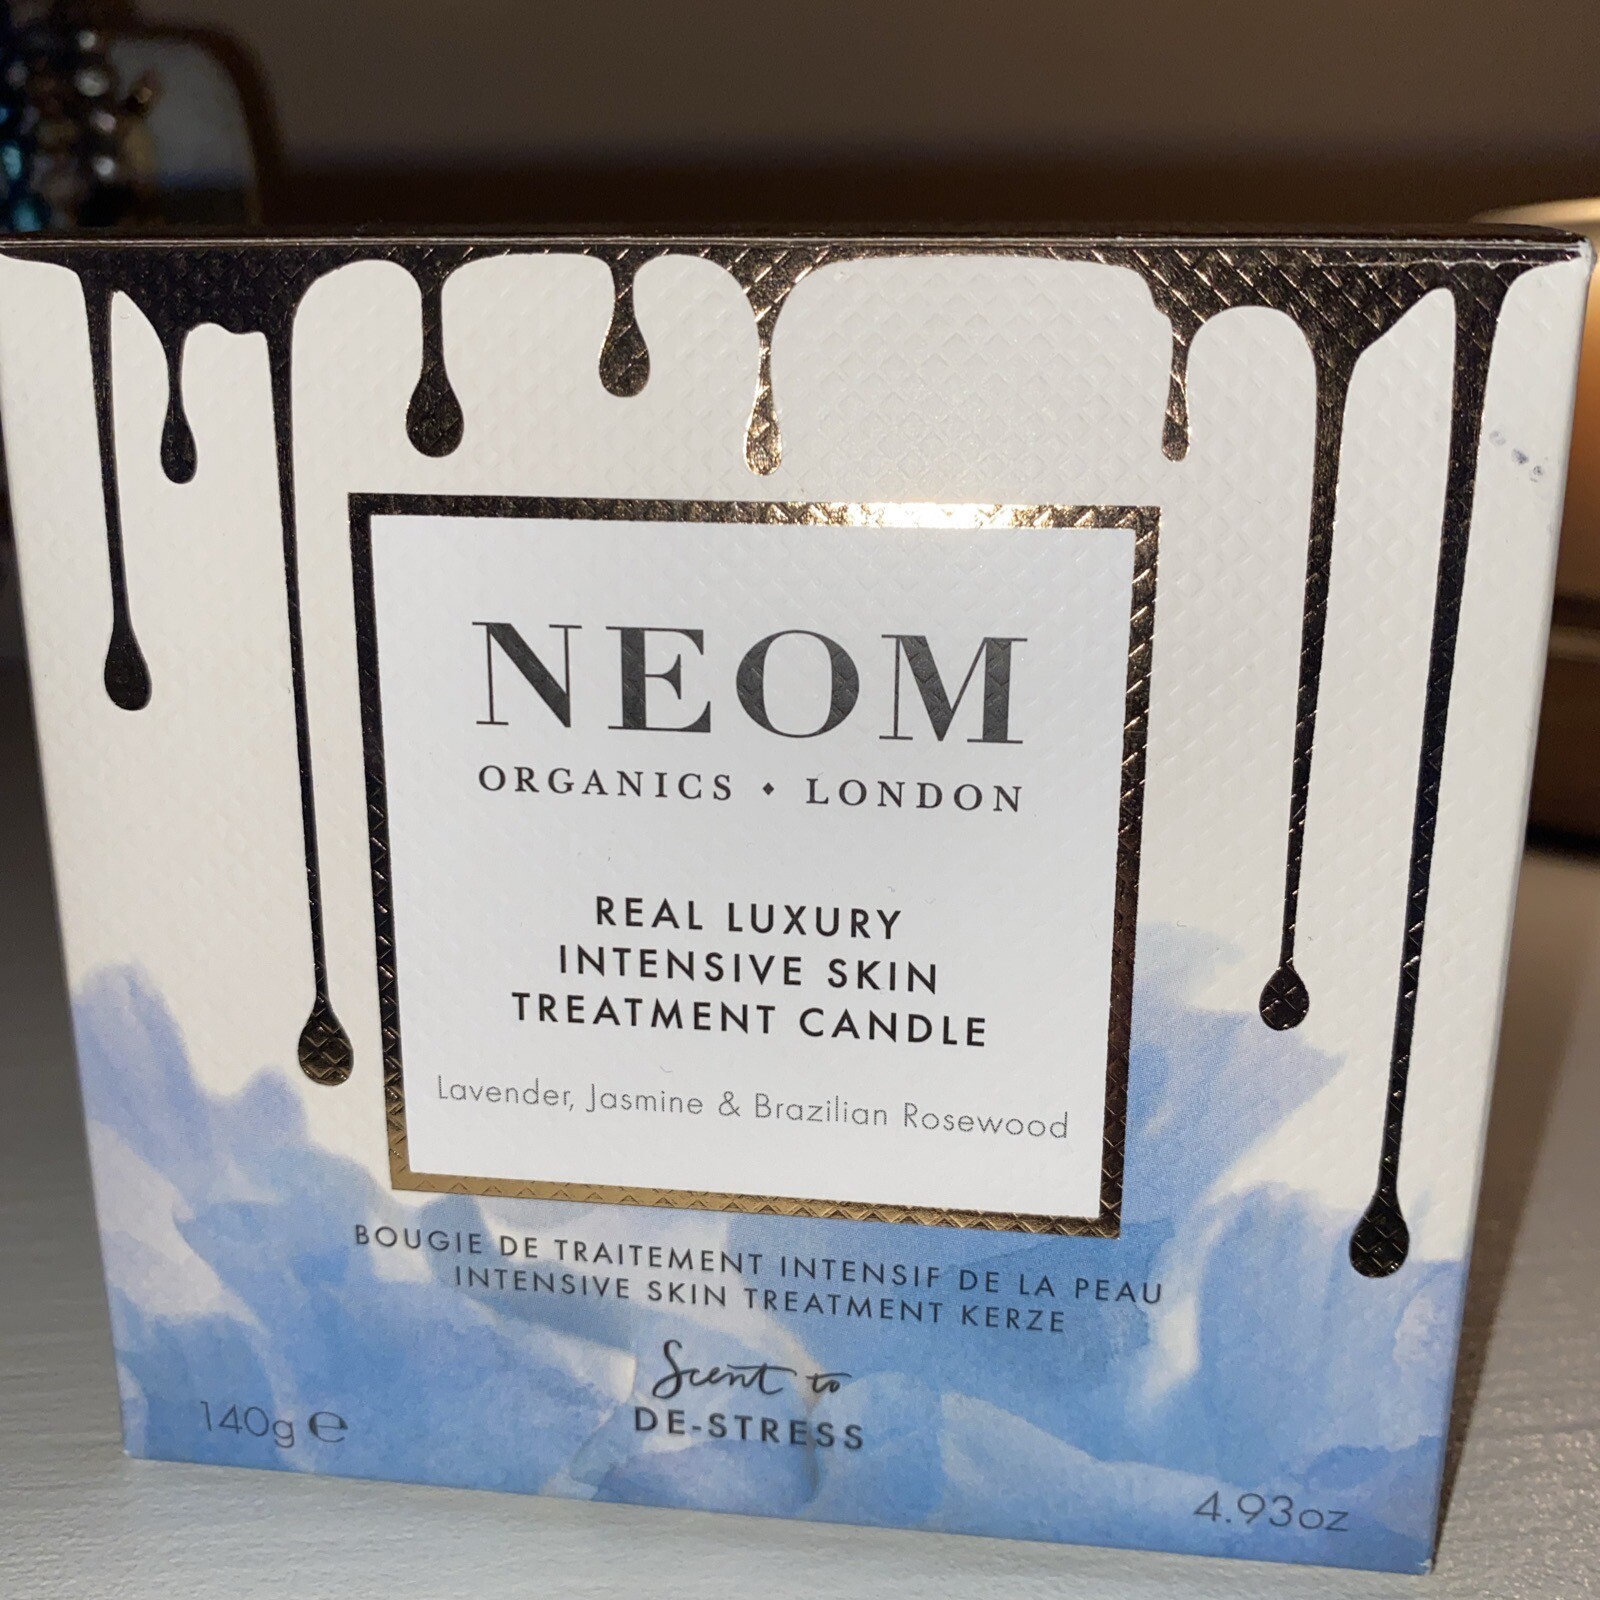 NEOM
ORGANICS • LONDON
REAL LUXURY
INTENSIVE SKIN
TREATMENT CANDLE
Lavender, Jasmine & Brazilian Rosewood
BOUGIE DE TRAITEMENT INTENSIF DE LA PEAU
INTENSIVE SKIN TREATMENT KERZE
Scent to
DE-STRESS
140g ℮
4.93oz